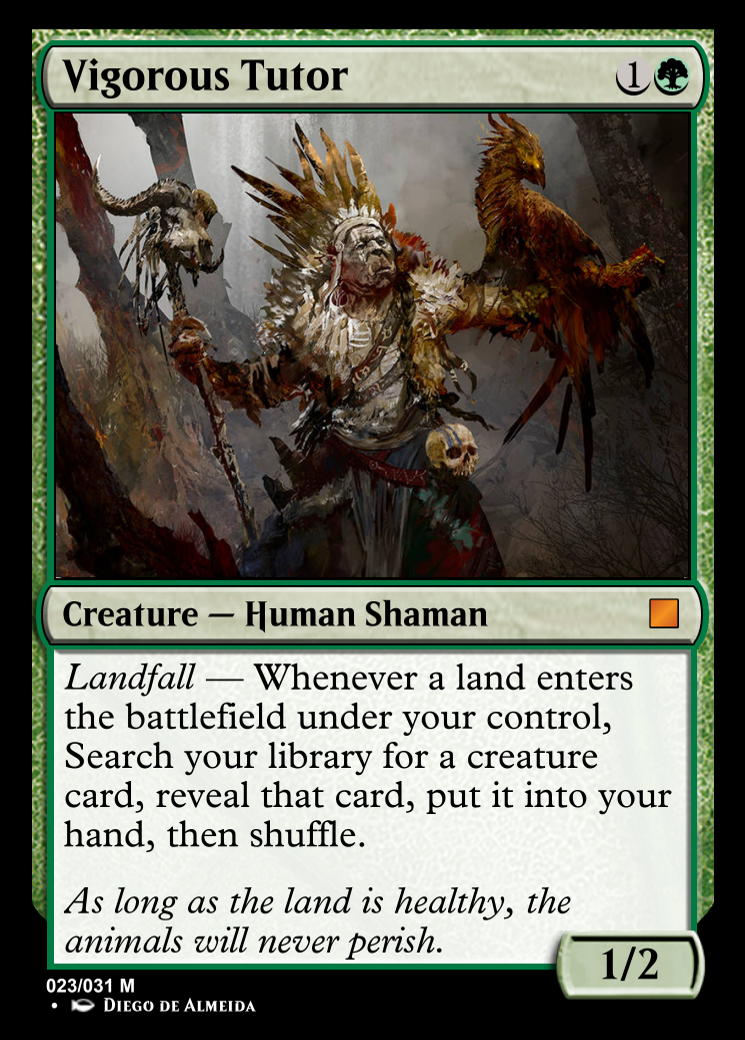 Vigorous Tutor 1
Creature — Human Shaman
Landfall — Whenever a land enters
the battlefield under your control,
Search your library for a creature
card, reveal that card, put it into your
hand, then shuffle.
As long as the land is healthy, the
animals will never perish.
1/2
023/031 M
• Diego de Almeida